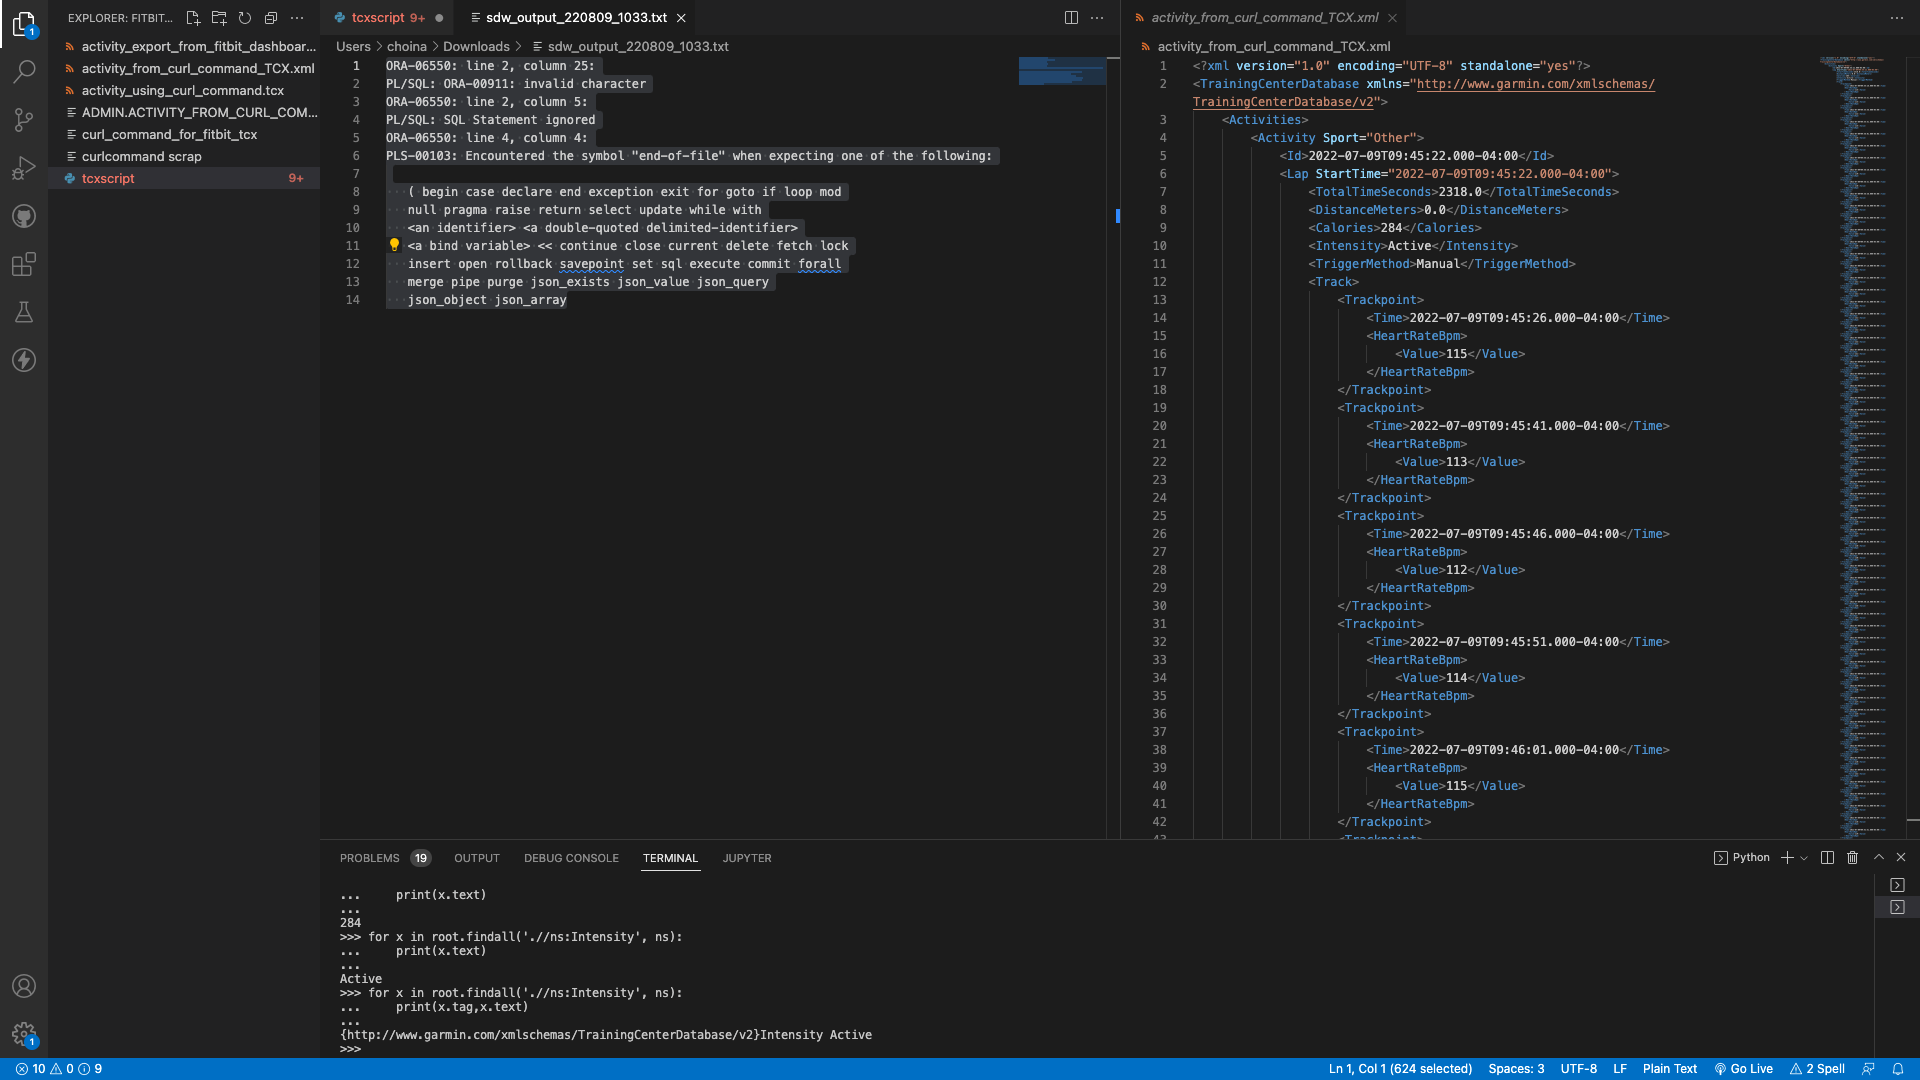 EXPLORER: FITBIT...
activity_export_from_fitbit_dashboar...
activity_from_curl_command_TCX.xml
activity_using_curl_command.tcx
ADMIN.ACTIVITY_FROM_CURL_COM...
curl_command_for_fitbit_tcx
curlcommand scrap
tcxscript 9+
1
1
tcxscript 9+
sdw_output_220809_1033.txt
Users > choina > Downloads > sdw_output_220809_1033.txt
1 ORA-06550: line 2, column 25:
2 PL/SQL: ORA-00911: invalid character
3 ORA-06550: line 2, column 5:
4 PL/SQL: SQL Statement ignored
5 ORA-06550: line 4, column 4:
6 PLS-00103: Encountered the symbol "end-of-file" when expecting one of the following:
7
8 ( begin case declare end exception exit for goto if loop mod
9 null pragma raise return select update while with
10 <an identifier> <a double-quoted delimited-identifier>
11 <a bind variable> << continue close current delete fetch lock
12 insert open rollback savepoint set sql execute commit forall
13 merge pipe purge json_exists json_value json_query
14 json_object json_array
activity_from_curl_command_TCX.xml
activity_from_curl_command_TCX.xml
1 <?xml version="1.0" encoding="UTF-8" standalone="yes"?>
2 <TrainingCenterDatabase xmlns="http://www.garmin.com/xmlschemas/
TrainingCenterDatabase/v2">
3 <Activities>
4 <Activity Sport="Other">
5 <Id>2022-07-09T09:45:22.000-04:00</Id>
6 <Lap StartTime="2022-07-09T09:45:22.000-04:00">
7 <TotalTimeSeconds>2318.0</TotalTimeSeconds>
8 <DistanceMeters>0.0</DistanceMeters>
9 <Calories>284</Calories>
10 <Intensity>Active</Intensity>
11 <TriggerMethod>Manual</TriggerMethod>
12 <Track>
13 <Trackpoint>
14 <Time>2022-07-09T09:45:26.000-04:00</Time>
15 <HeartRateBpm>
16 <Value>115</Value>
17 </HeartRateBpm>
18 </Trackpoint>
19 <Trackpoint>
20 <Time>2022-07-09T09:45:41.000-04:00</Time>
21 <HeartRateBpm>
22 <Value>113</Value>
23 </HeartRateBpm>
24 </Trackpoint>
25 <Trackpoint>
26 <Time>2022-07-09T09:45:46.000-04:00</Time>
27 <HeartRateBpm>
28 <Value>112</Value>
29 </HeartRateBpm>
30 </Trackpoint>
31 <Trackpoint>
32 <Time>2022-07-09T09:45:51.000-04:00</Time>
33 <HeartRateBpm>
34 <Value>114</Value>
35 </HeartRateBpm>
36 </Trackpoint>
37 <Trackpoint>
38 <Time>2022-07-09T09:46:01.000-04:00</Time>
39 <HeartRateBpm>
40 <Value>115</Value>
41 </HeartRateBpm>
42 </Trackpoint>
43 <Trackpoint>
PROBLEMS 19 OUTPUT DEBUG CONSOLE TERMINAL JUPYTER
Python
... print(x.text)
...
284
>>> for x in root.findall('.//ns:Intensity', ns):
... print(x.text)
...
Active
>>> for x in root.findall('.//ns:Intensity', ns):
... print(x.tag,x.text)
...
{http://www.garmin.com/xmlschemas/TrainingCenterDatabase/v2}Intensity Active
>>>
10 0 9
Ln 1, Col 1 (624 selected) Spaces: 3 UTF-8 LF Plain Text Go Live 2 Spell